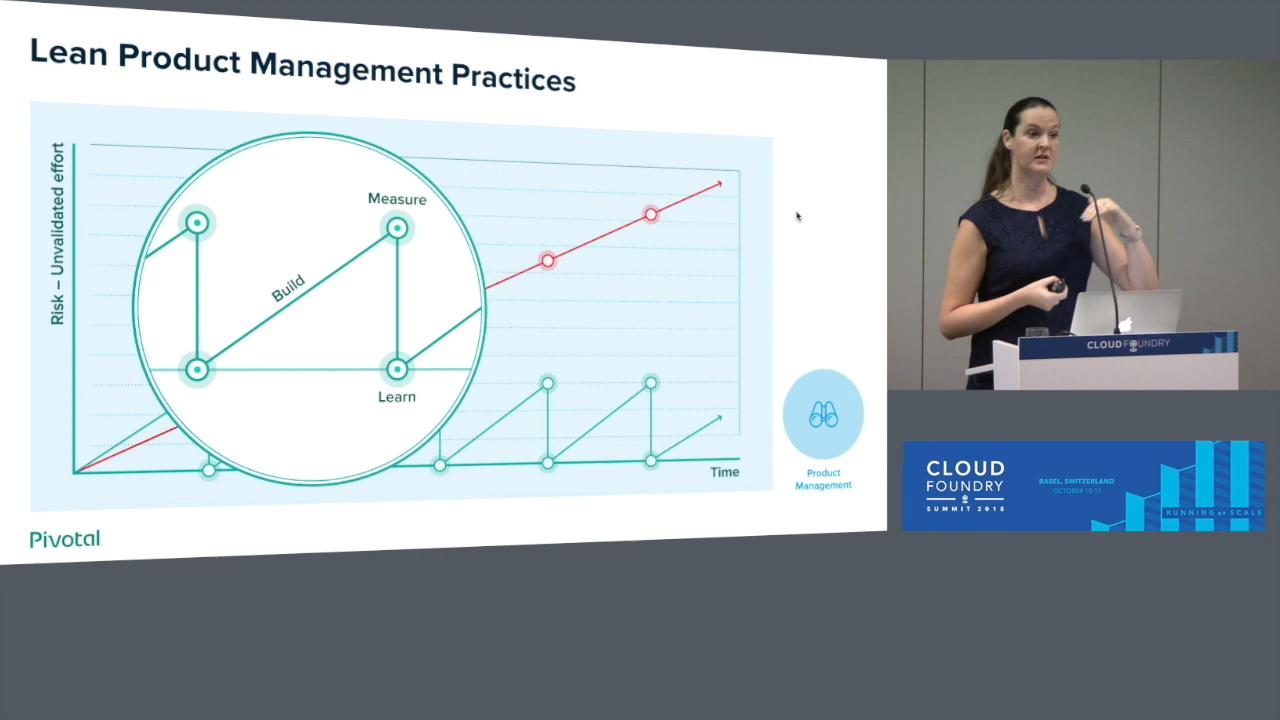 Lean Product Management Practices
Risk – Unvalidated effort
Measure
Build
Learn
Time
Product
Management
Pivotal
CLOUD FOUNDRY
CLOUD
FOUNDRY
SUMMIT 2018
BASEL, SWITZERLAND
OCTOBER 10-11
RUNNING AT SCALE